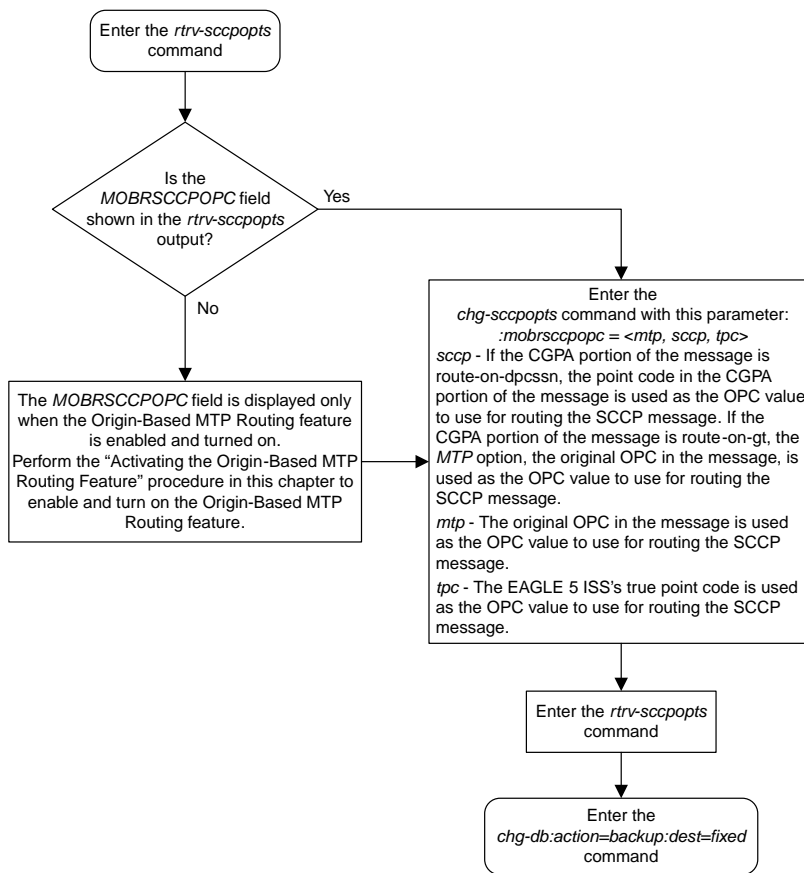 Enter the rtrv-sccpopts
command
Is the
MOBRSCCPOPC field
shown in the rtrv-sccpopts
output?
Yes
No
The MOBRSCCPOPC field is displayed only
when the Origin-Based MTP Routing feature
is enabled and turned on.
Perform the “Activating the Origin-Based MTP
Routing Feature” procedure in this chapter to
enable and turn on the Origin-Based MTP
Routing feature.
Enter the
chg-sccpopts command with this parameter:
:mobrsccpopc = <mtp, sccp, tpc>
sccp - If the CGPA portion of the message is
route-on-dpcssn, the point code in the CGPA
portion of the message is used as the OPC value
to use for routing the SCCP message. If the
CGPA portion of the message is route-on-gt, the
MTP option, the original OPC in the message, is
used as the OPC value to use for routing the
SCCP message.
mtp - The original OPC in the message is used
as the OPC value to use for routing the SCCP
message.
tpc - The EAGLE 5 ISS's true point code is used
as the OPC value to use for routing the SCCP
message.
Enter the rtrv-sccpopts
command
Enter the
chg-db:action=backup:dest=fixed
command